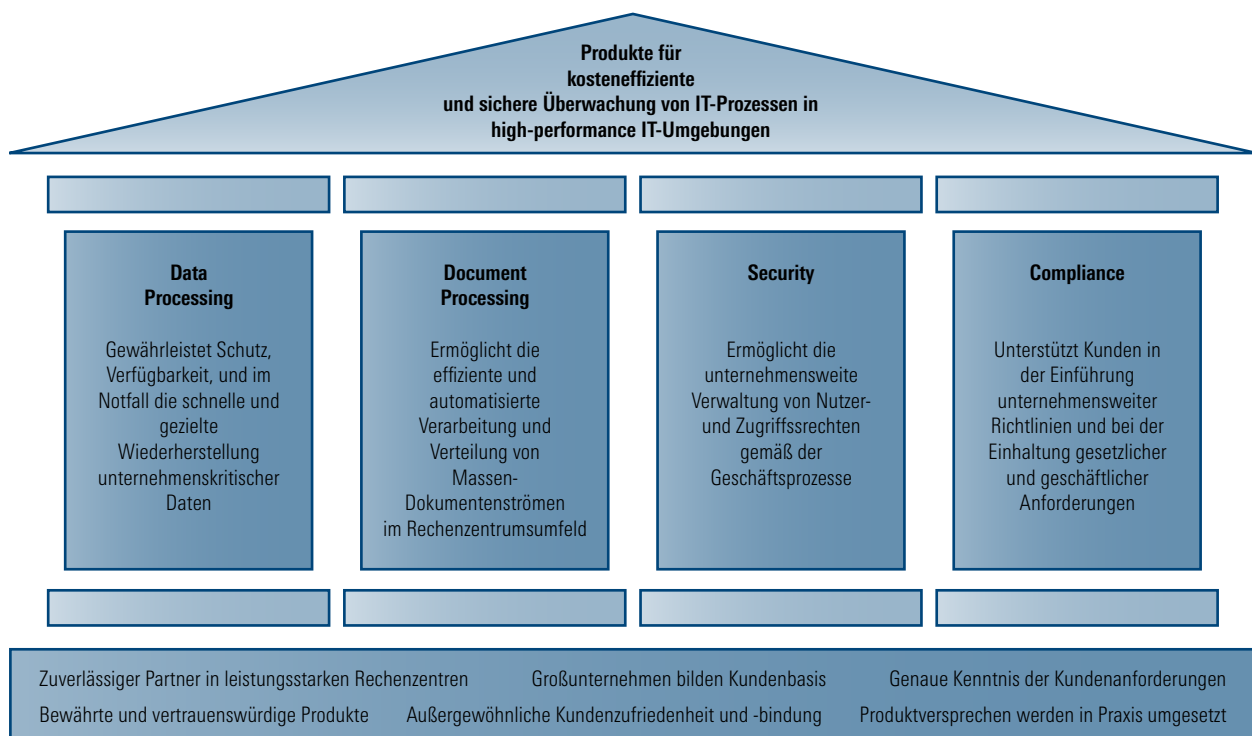 Produkte für
kosteneffiziente
und sichere Überwachung von IT-Prozessen in
high-performance IT-Umgebungen
Data
Processing
Gewährleistet Schutz,
Verfügbarkeit, und im
Notfall die schnelle und
gezielte
Wiederherstellung
unternehmenskritischer
Daten
Document
Processing
Ermöglicht die
effiziente und
automatisierte
Verarbeitung und
Verteilung von
Massen-
Dokumentenströmen
im Rechenzentrumsumfeld
Security
Ermöglicht die
unternehmensweite
Verwaltung von Nutzer-
und Zugriffssrechten
gemäß der
Geschäftsprozesse
Compliance
Unterstützt Kunden in
der Einführung
unternehmensweiter
Richtlinien und bei der
Einhaltung gesetzlicher
und geschäftlicher
Anforderungen
Zuverlässiger Partner in leistungsstarken Rechenzentren Großunternehmen bilden Kundenbasis Genaue Kenntnis der Kundenanforderungen
Bewährte und vertrauenswürdige Produkte Außergewöhnliche Kundenzufriedenheit und -bindung Produktversprechen werden in Praxis umgesetzt